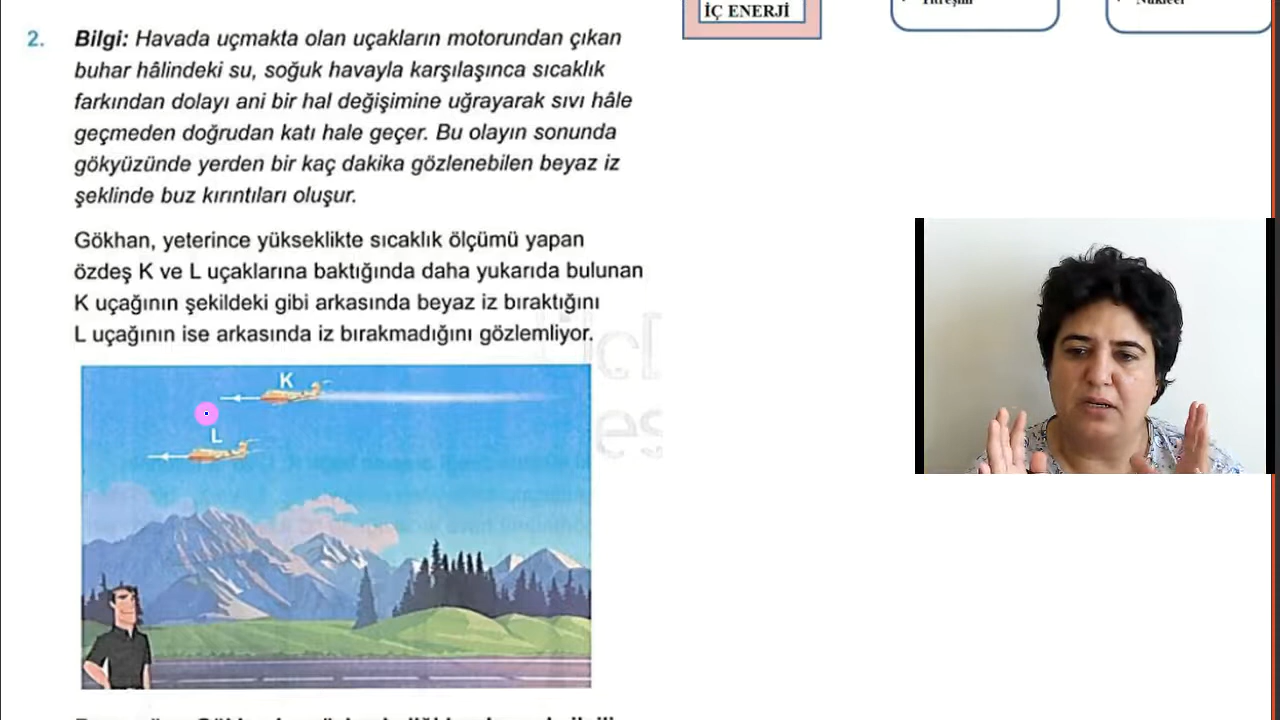 İÇ ENERJİ
2. Bilgi: Havada uçmakta olan uçakların motorundan çıkan
buhar hâlindeki su, soğuk havayla karşılaşınca sıcaklık
farkından dolayı ani bir hal değişimine uğrayarak sıvı hâle
geçmeden doğrudan katı hale geçer. Bu olayın sonunda
gökyüzünde yerden bir kaç dakika gözlenebilen beyaz iz
şeklinde buz kırıntıları oluşur.
Gökhan, yeterince yükseklikte sıcaklık ölçümü yapan
özdeş K ve L uçaklarına baktığında daha yukarıda bulunan
K uçağının şekildeki gibi arkasında beyaz iz bıraktığını
L uçağının ise arkasında iz bırakmadığını gözlemliyor.
K
L